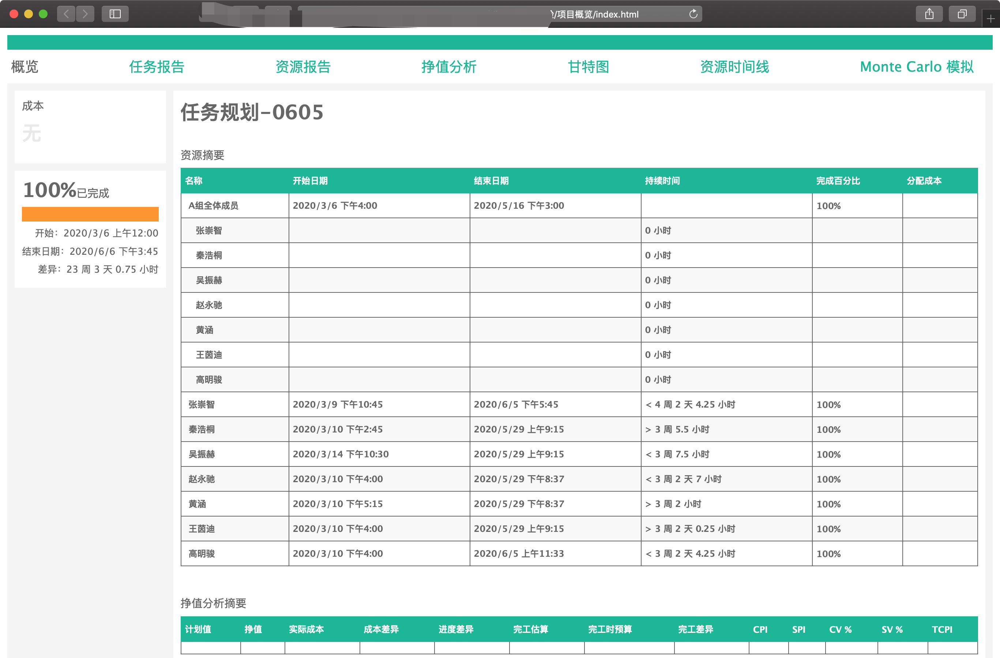 /项目概览/index.html
概览 任务报告 资源报告 挣值分析 甘特图 资源时间线 Monte Carlo 模拟
成本
无
100%已完成
开始：2020/3/6 上午12:00
结束日期：2020/6/6 下午3:45
差异：23 周 3 天 0.75 小时
任务规划-0605
资源摘要
名称 开始日期 结束日期 持续时间 完成百分比 分配成本
A组全体成员 2020/3/6 下午4:00 2020/5/16 下午3:00 100%
张崇智 0 小时
秦浩桐 0 小时
吴振赫 0 小时
赵永驰 0 小时
黄涵 0 小时
王茵迪 0 小时
高明骏 0 小时
张崇智 2020/3/9 下午10:45 2020/6/5 下午5:45 < 4 周 2 天 4.25 小时 100%
秦浩桐 2020/3/10 下午2:45 2020/5/29 上午9:15 > 3 周 5.5 小时 100%
吴振赫 2020/3/14 下午10:30 2020/5/29 上午9:15 < 3 周 7.5 小时 100%
赵永驰 2020/3/10 下午4:00 2020/5/29 下午8:37 < 3 周 2 天 7 小时 100%
黄涵 2020/3/10 下午5:15 2020/5/29 下午8:37 > 3 周 2 小时 100%
王茵迪 2020/3/10 下午4:00 2020/5/29 上午9:15 > 3 周 2 天 0.25 小时 100%
高明骏 2020/3/10 下午4:00 2020/6/5 上午11:33 < 3 周 2 天 4.25 小时 100%
挣值分析摘要
计划值 挣值 实际成本 成本差异 进度差异 完工估算 完工时预算 完工差异 CPI SPI CV % SV % TCPI